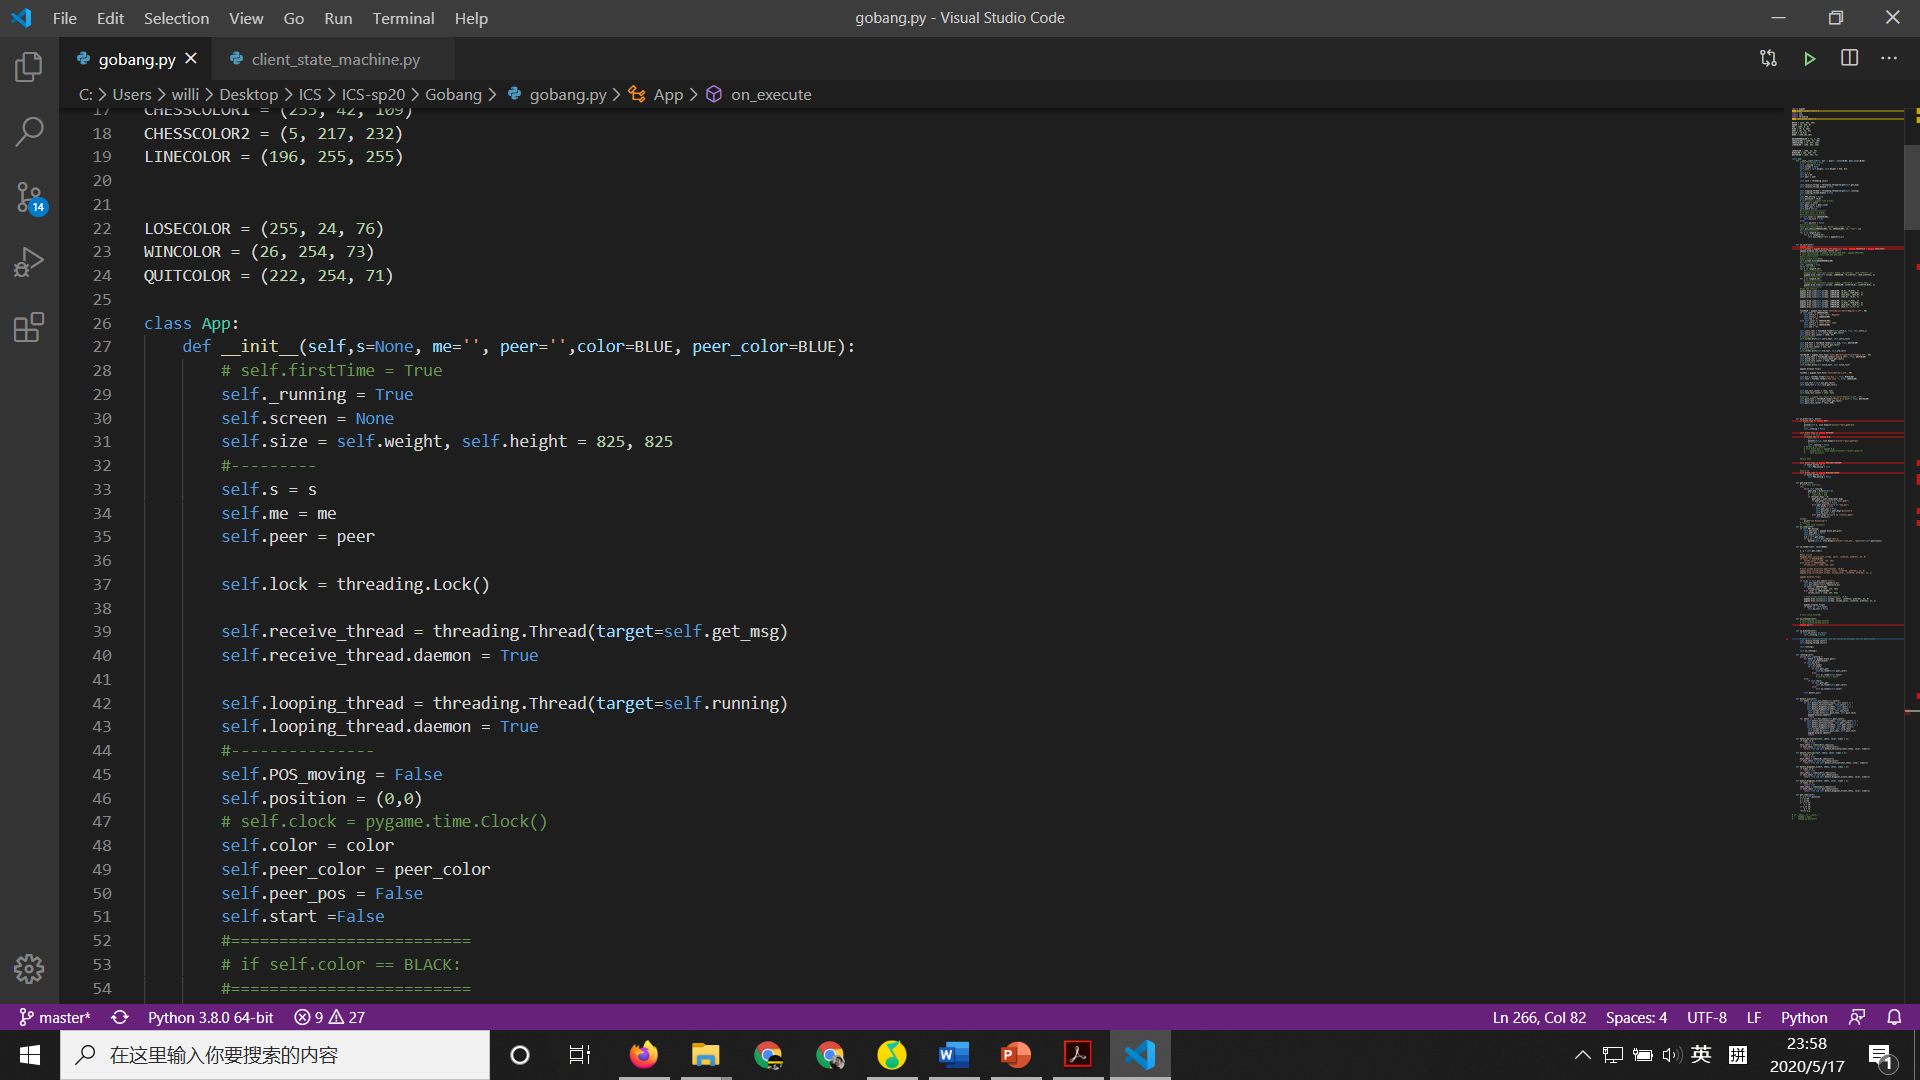 File Edit Selection View Go Run Terminal Help
gobang.py - Visual Studio Code
gobang.py
client_state_machine.py
C: > Users > willi > Desktop > ICS > ICS-sp20 > Gobang > gobang.py > App > on_execute
17 CHESSCOLOR1 = (255, 42, 109)
18 CHESSCOLOR2 = (5, 217, 232)
19 LINECOLOR = (196, 255, 255)
20
21
22 LOSECOLOR = (255, 24, 76)
23 WINCOLOR = (26, 254, 73)
24 QUITCOLOR = (222, 254, 71)
25
26 class App:
27 def __init__(self,s=None, me='', peer='',color=BLUE, peer_color=BLUE):
28 # self.firstTime = True
29 self._running = True
30 self.screen = None
31 self.size = self.weight, self.height = 825, 825
32 #---------
33 self.s = s
34 self.me = me
35 self.peer = peer
36
37 self.lock = threading.Lock()
38
39 self.receive_thread = threading.Thread(target=self.get_msg)
40 self.receive_thread.daemon = True
41
42 self.looping_thread = threading.Thread(target=self.running)
43 self.looping_thread.daemon = True
44 #---------------
45 self.POS_moving = False
46 self.position = (0,0)
47 # self.clock = pygame.time.Clock()
48 self.color = color
49 self.peer_color = peer_color
50 self.peer_pos = False
51 self.start =False
52 #=========================
53 # if self.color == BLACK:
54 #=========================
14
master* Python 3.8.0 64-bit 9 27
Ln 266, Col 82 Spaces: 4 UTF-8 LF Python
在这里输入你要搜索的内容
英 拼
23:58
2020/5/17
1